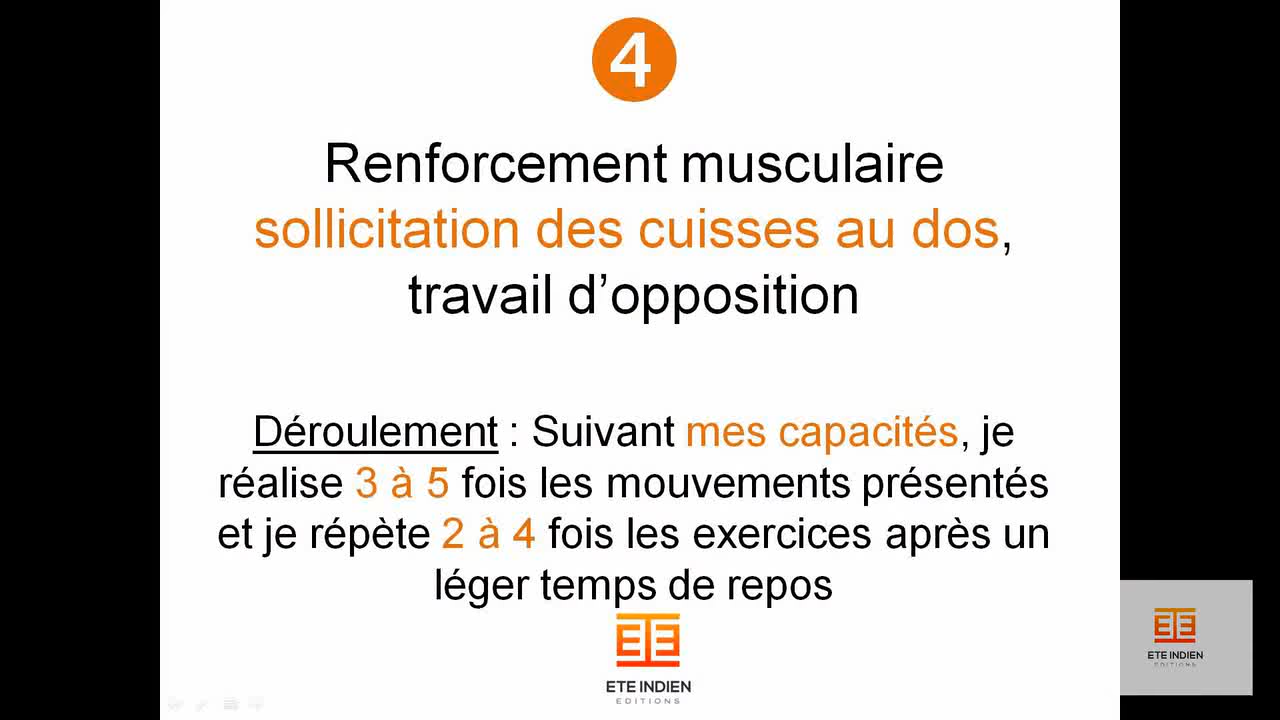 4
Renforcement musculaire
sollicitation des cuisses au dos,
travail d’opposition
Déroulement : Suivant mes capacités, je
réalise 3 à 5 fois les mouvements présentés
et je répète 2 à 4 fois les exercices après un
léger temps de repos
ETE
ETE INDIEN
EDITIONS
ETE
ETE INDIEN
EDITIONS